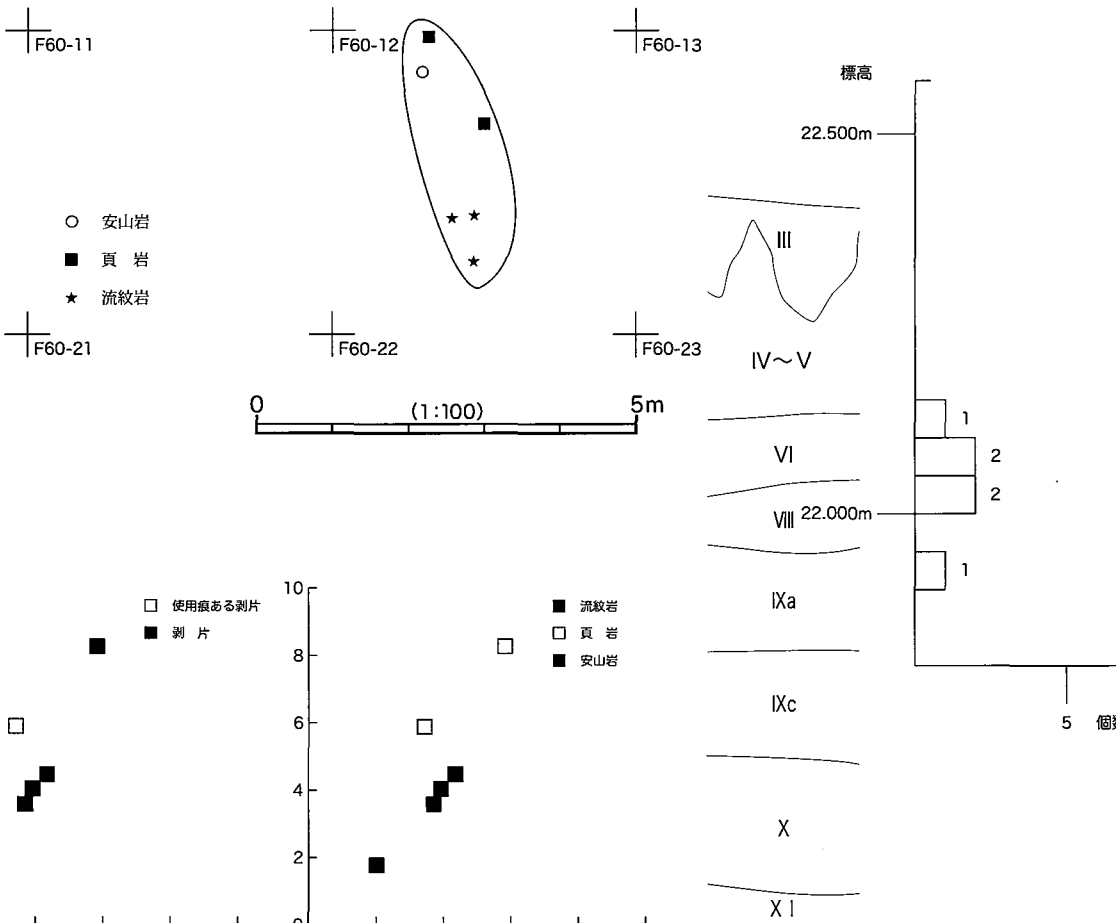 F60-11
F60-12
F60-13
○ 安山岩
■ 頁 岩
★ 流紋岩
F60-21
F60-22
F60-23
0 (1:100) 5m
標高
22.500m
III
IV～V
VI
VIII
22.000m
IXa
IXc
X
XI
1
2
2
1
5
□ 使用痕ある剥片
■ 剥 片
10
8
6
4
2
■ 流紋岩
□ 頁 岩
■ 安山岩